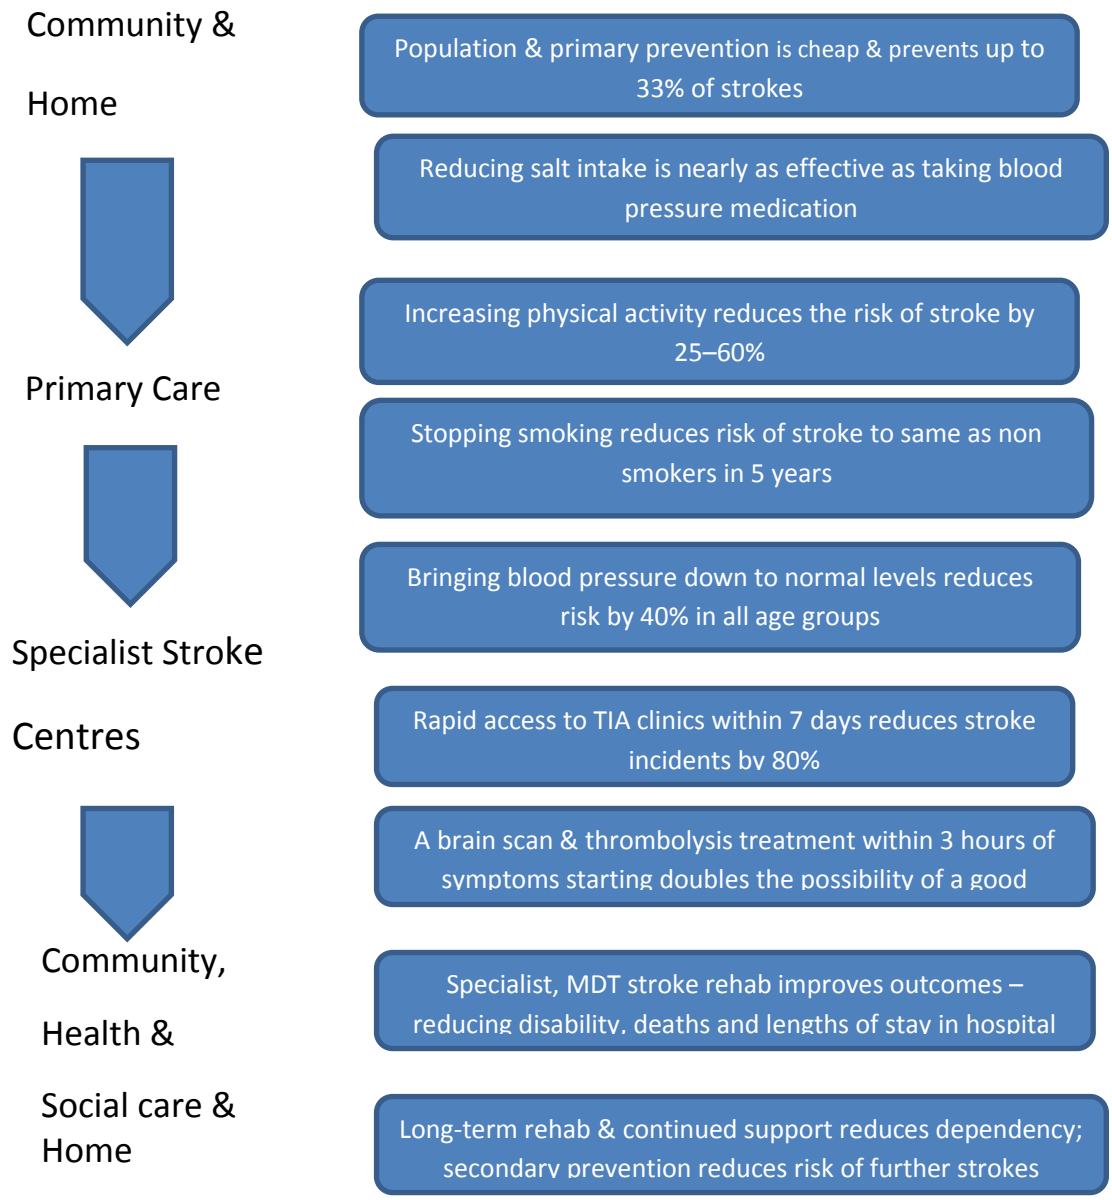 Community &
Home
Population & primary prevention is cheap & prevents up to
33% of strokes
Reducing salt intake is nearly as effective as taking blood
pressure medication
Increasing physical activity reduces the risk of stroke by
25–60%
Primary Care
Stopping smoking reduces risk of stroke to same as non
smokers in 5 years
Bringing blood pressure down to normal levels reduces
risk by 40% in all age groups
Specialist Stroke
Centres
Rapid access to TIA clinics within 7 days reduces stroke
incidents by 80%
A brain scan & thrombolysis treatment within 3 hours of
symptoms starting doubles the possibility of a good
Community,
Health &
Social care &
Home
Specialist, MDT stroke rehab improves outcomes –
reducing disability, deaths and lengths of stay in hospital
Long-term rehab & continued support reduces dependency;
secondary prevention reduces risk of further strokes